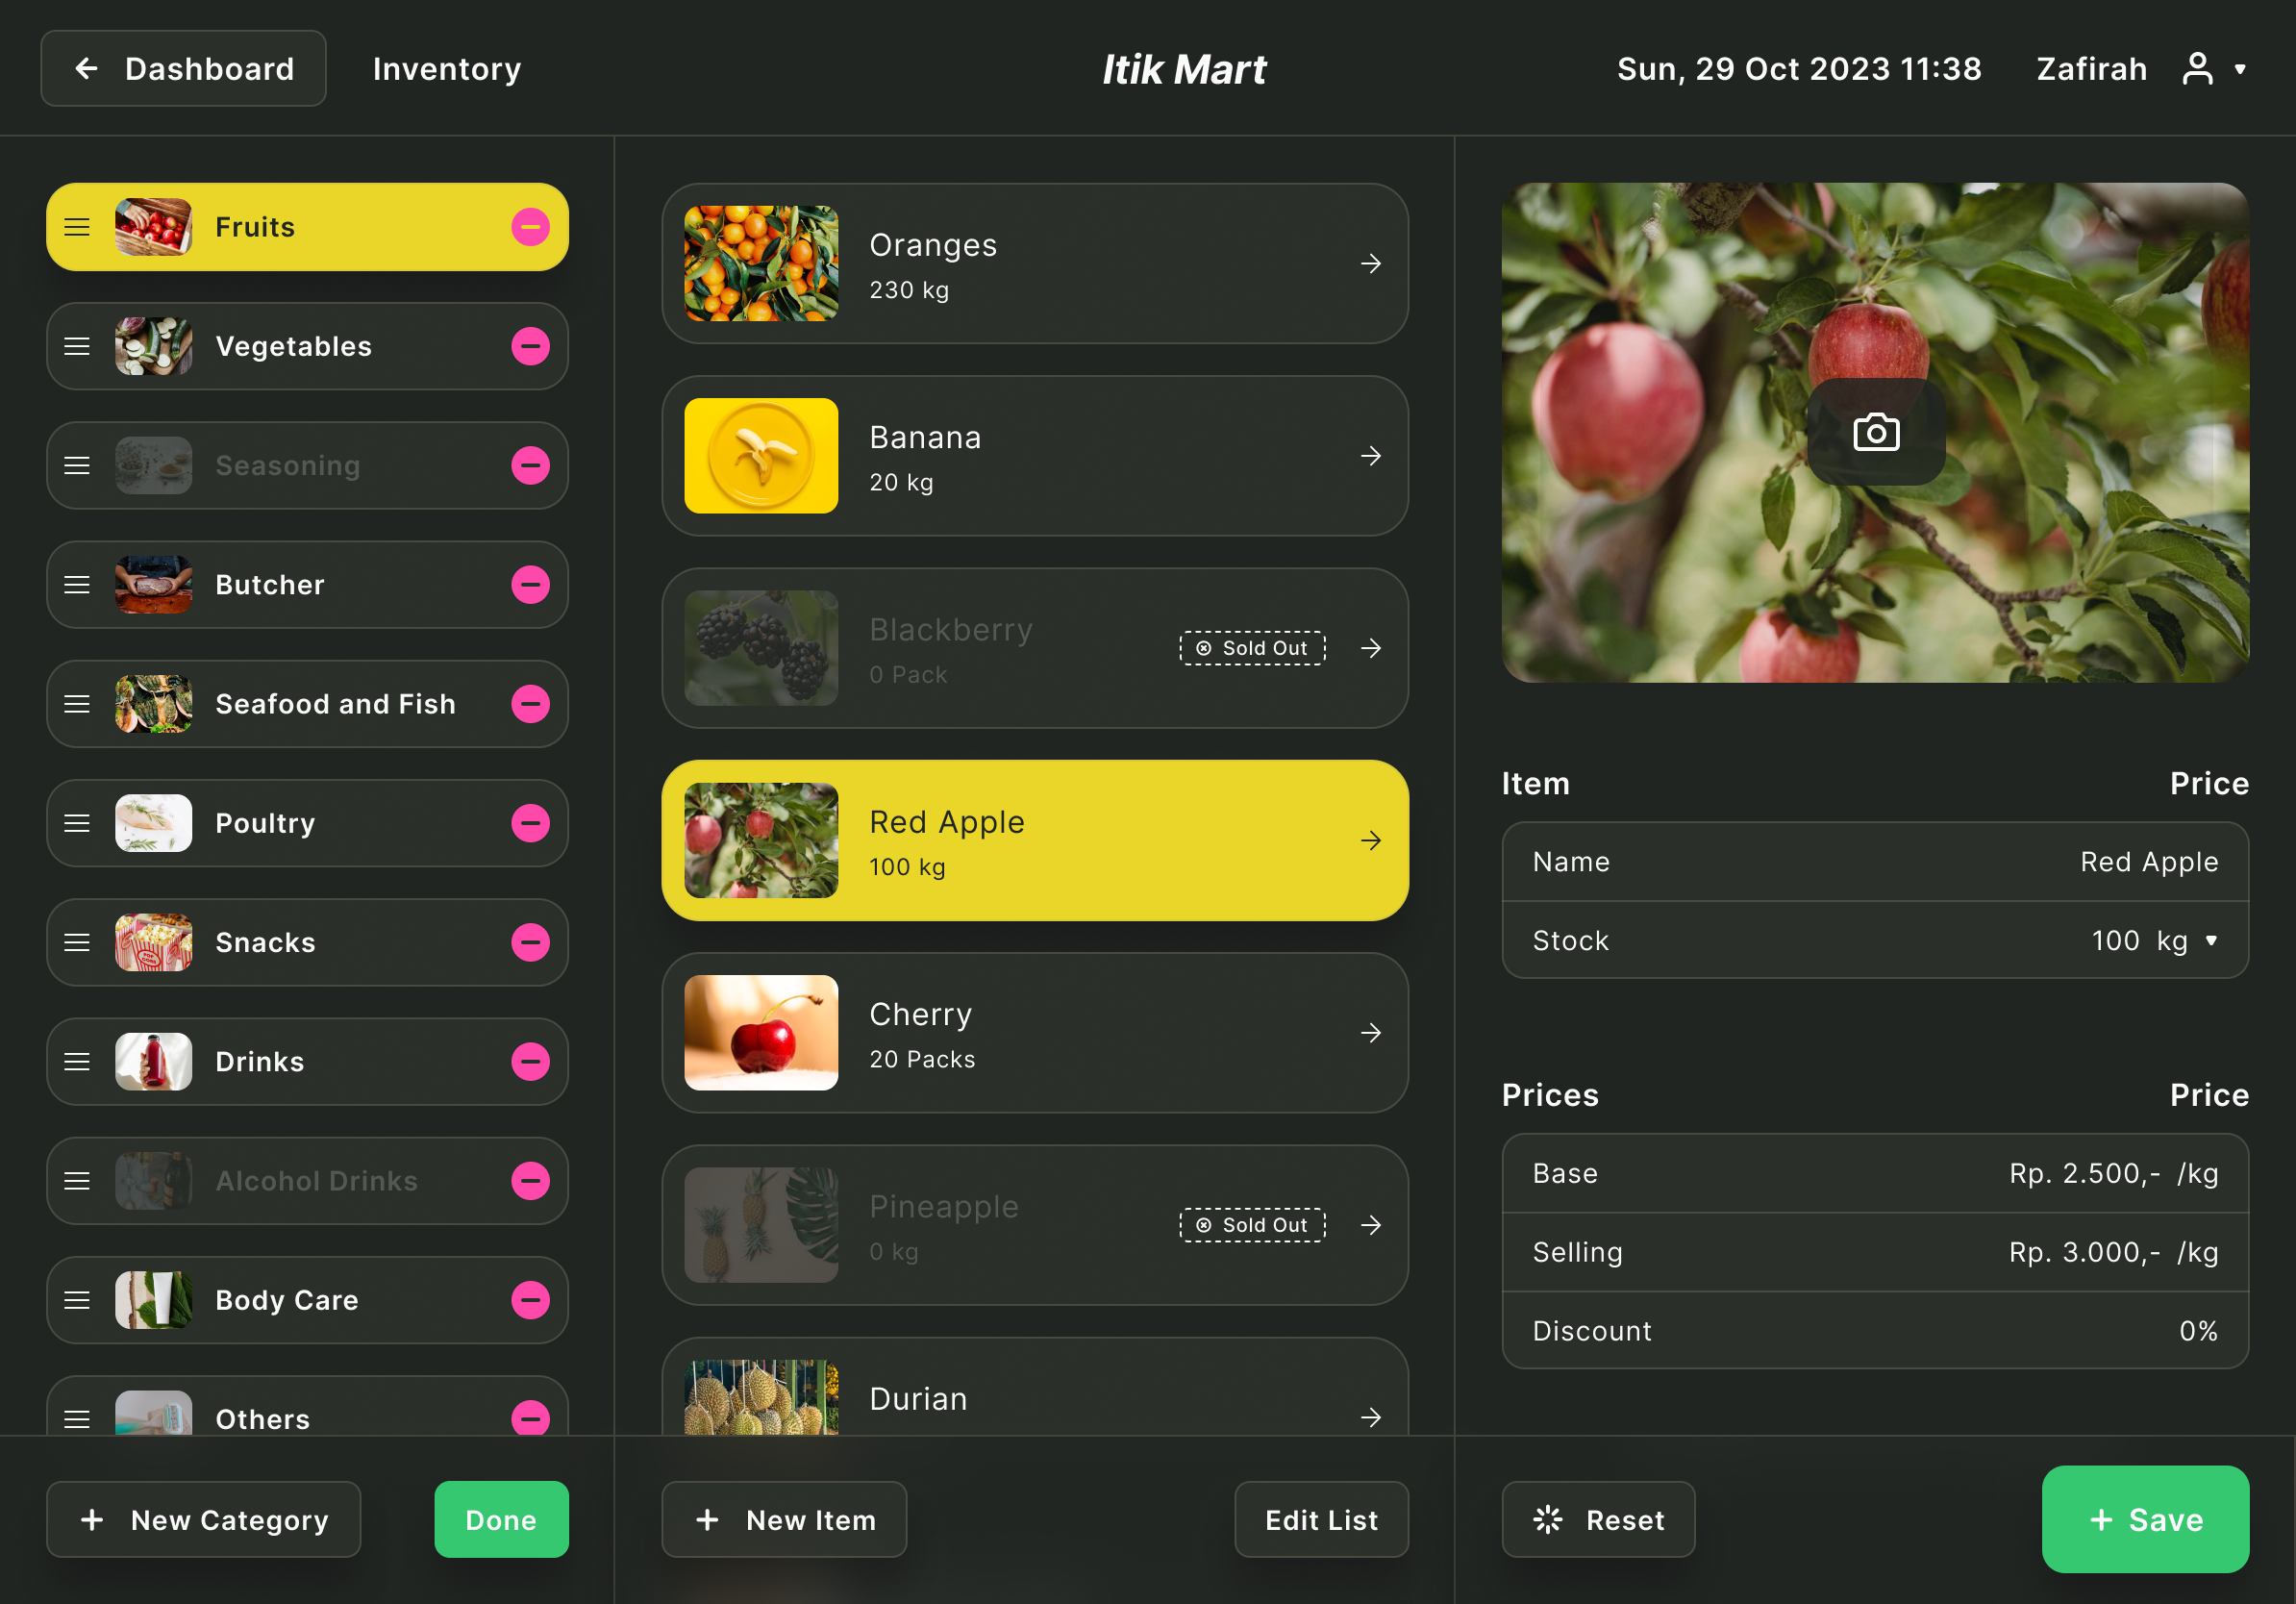 Dashboard
Inventory
Itik Mart
Sun, 29 Oct 2023 11:38
Zafirah
Fruits
Vegetables
Seasoning
Butcher
Seafood and Fish
Poultry
Snacks
Drinks
Alcohol Drinks
Body Care
Others
New Category
Done
Oranges
230 kg
Banana
20 kg
Blackberry
0 Pack
Sold Out
Red Apple
100 kg
Cherry
20 Packs
Pineapple
0 kg
Sold Out
Durian
New Item
Edit List
Item Price
Name Red Apple
Stock 100 kg
Prices Price
Base Rp. 2.500,- /kg
Selling Rp. 3.000,- /kg
Discount 0%
Reset
Save